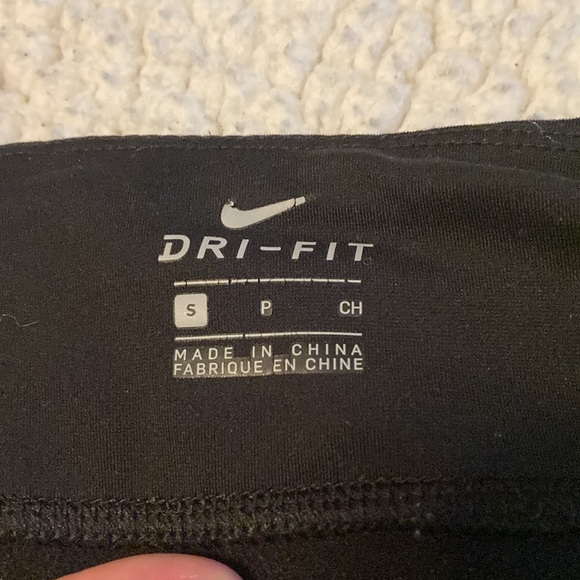 DRI-FIT
S P CH
MADE IN CHINA
FABRIQUE EN CHINE